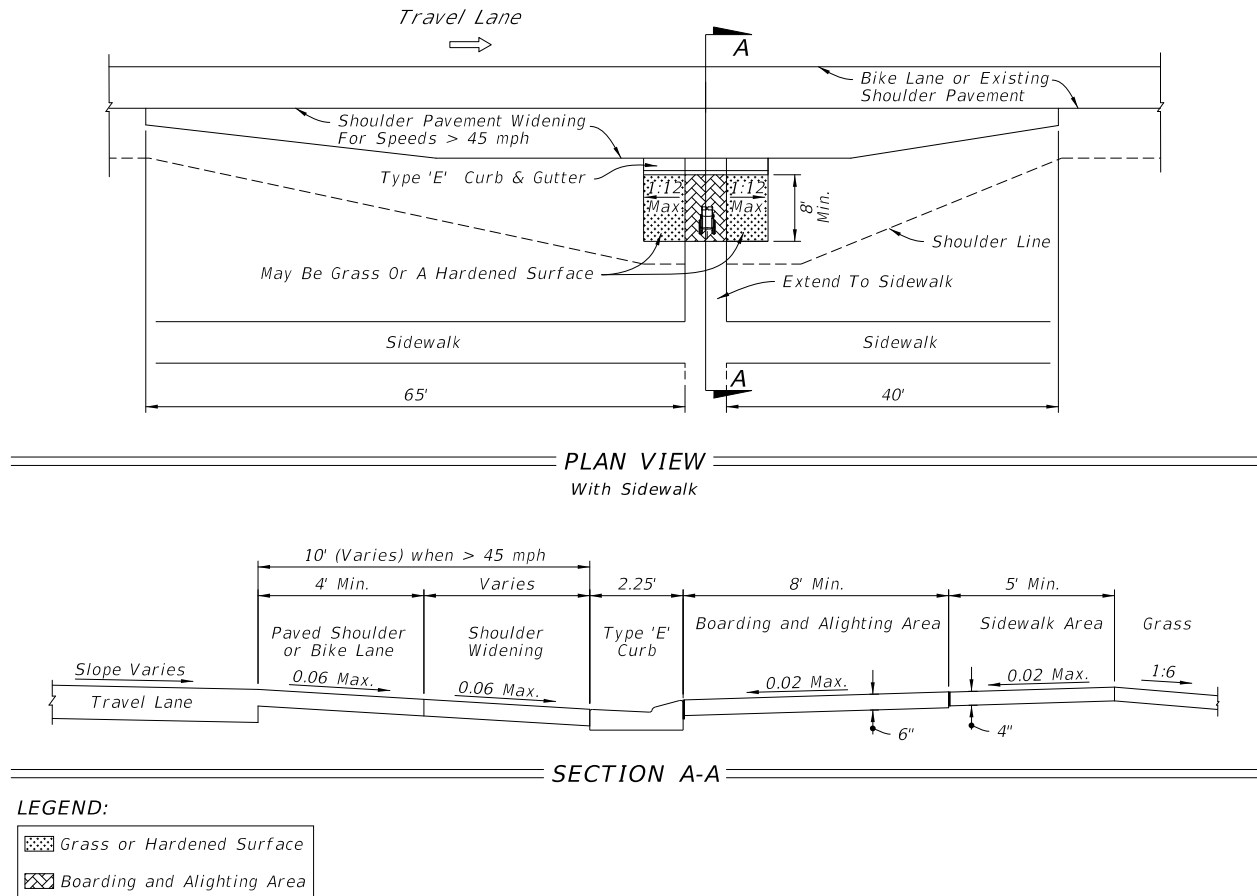 Travel Lane
A
Bike Lane or Existing
Shoulder Pavement
Shoulder Pavement Widening
For Speeds > 45 mph
Type 'E' Curb & Gutter
1:12
Max
1:12
Max
8'
Min.
Shoulder Line
May Be Grass Or A Hardened Surface
Extend To Sidewalk
Sidewalk
Sidewalk
A
65'
40'
PLAN VIEW
With Sidewalk
10' (Varies) when > 45 mph
4' Min.
Varies
2.25'
8' Min.
5' Min.
Paved Shoulder
or Bike Lane
Shoulder
Widening
Type 'E'
Curb
Boarding and Alighting Area
Sidewalk Area
Grass
Slope Varies
0.06 Max.
0.06 Max.
0.02 Max.
0.02 Max.
1:6
Travel Lane
6"
4"
SECTION A-A
LEGEND:
Grass or Hardened Surface
Boarding and Alighting Area